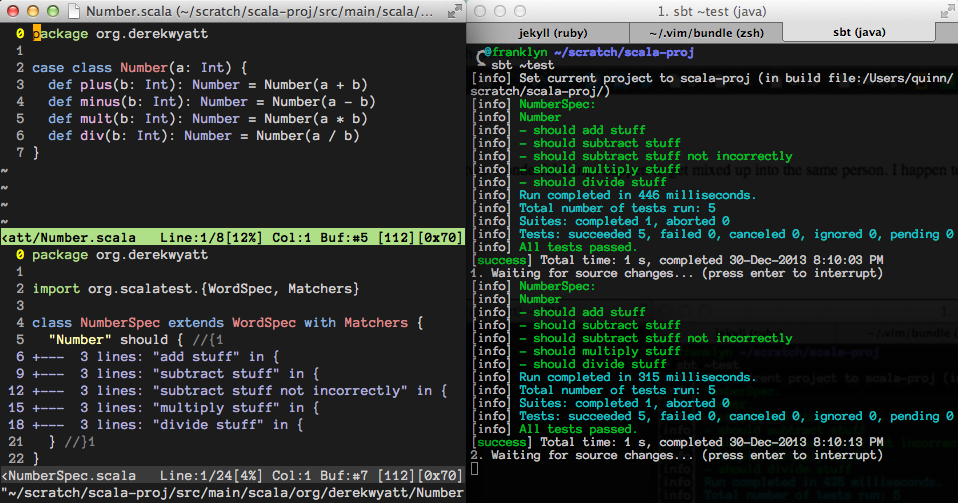 Number.scala (~/scratch/scala-proj/src/main/scala/...
0 package org.derekwyatt
1
2 case class Number(a: Int) {
3   def plus(b: Int): Number = Number(a + b)
4   def minus(b: Int): Number = Number(a - b)
5   def mult(b: Int): Number = Number(a * b)
6   def div(b: Int): Number = Number(a / b)
7 }
~
~
~
~
<att/Number.scala   Line:1/8[12%] Col:1 Buf:#5 [112][0x70]
0 package org.derekwyatt
1
2 import org.scalatest.{WordSpec, Matchers}
3
4 class NumberSpec extends WordSpec with Matchers {
5   "Number" should { //{1
6 +---  3 lines: "add stuff" in {
9 +---  3 lines: "subtract stuff" in {
12 +---  3 lines: "subtract stuff not incorrectly" in {
15 +---  3 lines: "multiply stuff" in {
18 +---  3 lines: "divide stuff" in {
21   } //}1
22 }
<NumberSpec.scala   Line:1/24[4%] Col:1 Buf:#7 [112][0x70]
"~/scratch/scala-proj/src/main/scala/org/derekwyatt/Number
1. sbt ~test (java)
jekyll (ruby)   ~/.vim/bundle (zsh)   sbt (java)
@franklyn ~/scratch/scala-proj
sbt ~test
[info] Set current project to scala-proj (in build file:/Users/quinn/
scratch/scala-proj/)
[info] NumberSpec:
[info] Number
[info] - should add stuff
[info] - should subtract stuff
[info] - should subtract stuff not incorrectly
[info] - should multiply stuff
[info] - should divide stuff
[info] Run completed in 446 milliseconds.
[info] Total number of tests run: 5
[info] Suites: completed 1, aborted 0
[info] Tests: succeeded 5, failed 0, canceled 0, ignored 0, pending 0
[info] All tests passed.
[success] Total time: 1 s, completed 30-Dec-2013 8:10:03 PM
1. Waiting for source changes... (press enter to interrupt)
[info] NumberSpec:
[info] Number
[info] - should add stuff
[info] - should subtract stuff
[info] - should subtract stuff not incorrectly
[info] - should multiply stuff
[info] - should divide stuff
[info] Run completed in 315 milliseconds.
[info] Total number of tests run: 5
[info] Suites: completed 1, aborted 0
[info] Tests: succeeded 5, failed 0, canceled 0, ignored 0, pending 0
[info] All tests passed.
[success] Total time: 1 s, completed 30-Dec-2013 8:10:13 PM
2. Waiting for source changes... (press enter to interrupt)